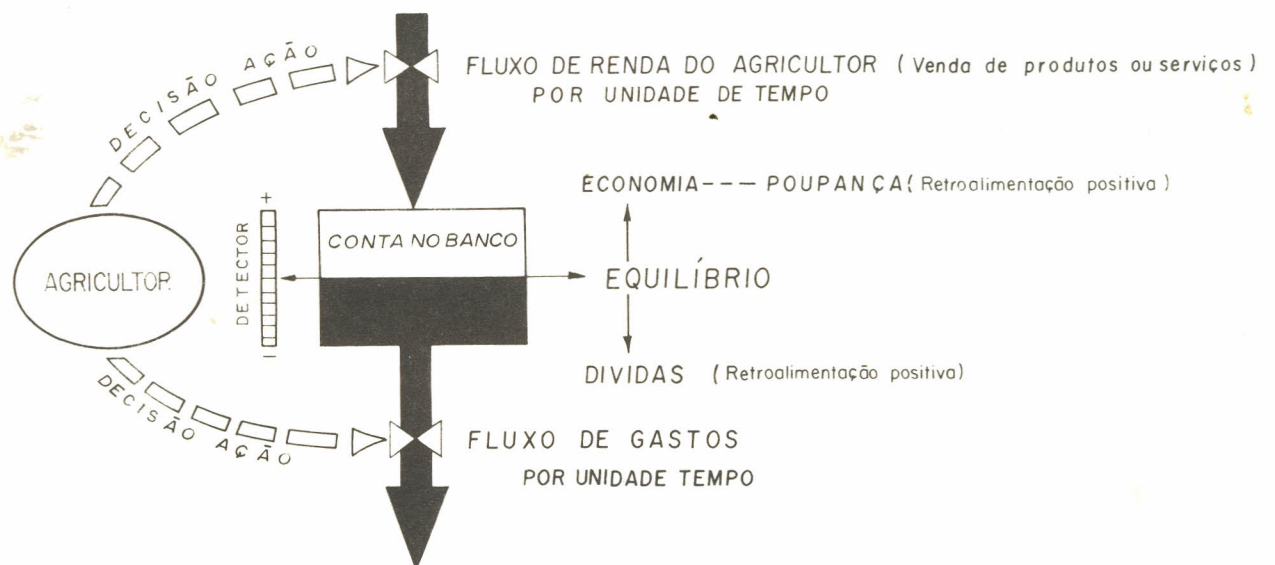 DECISÃO AÇÃO
FLUXO DE RENDA DO AGRICULTOR (Venda de produtos ou serviços)
POR UNIDADE DE TEMPO
ECONOMIA--- POUPANÇA (Retroalimentação positiva)
+
CONTA NO BANCO
AGRICULTOR
DETECTOR
EQUILÍBRIO
-
DIVIDAS (Retroalimentação positiva)
DECISÃO AÇÃO
FLUXO DE GASTOS
POR UNIDADE TEMPO